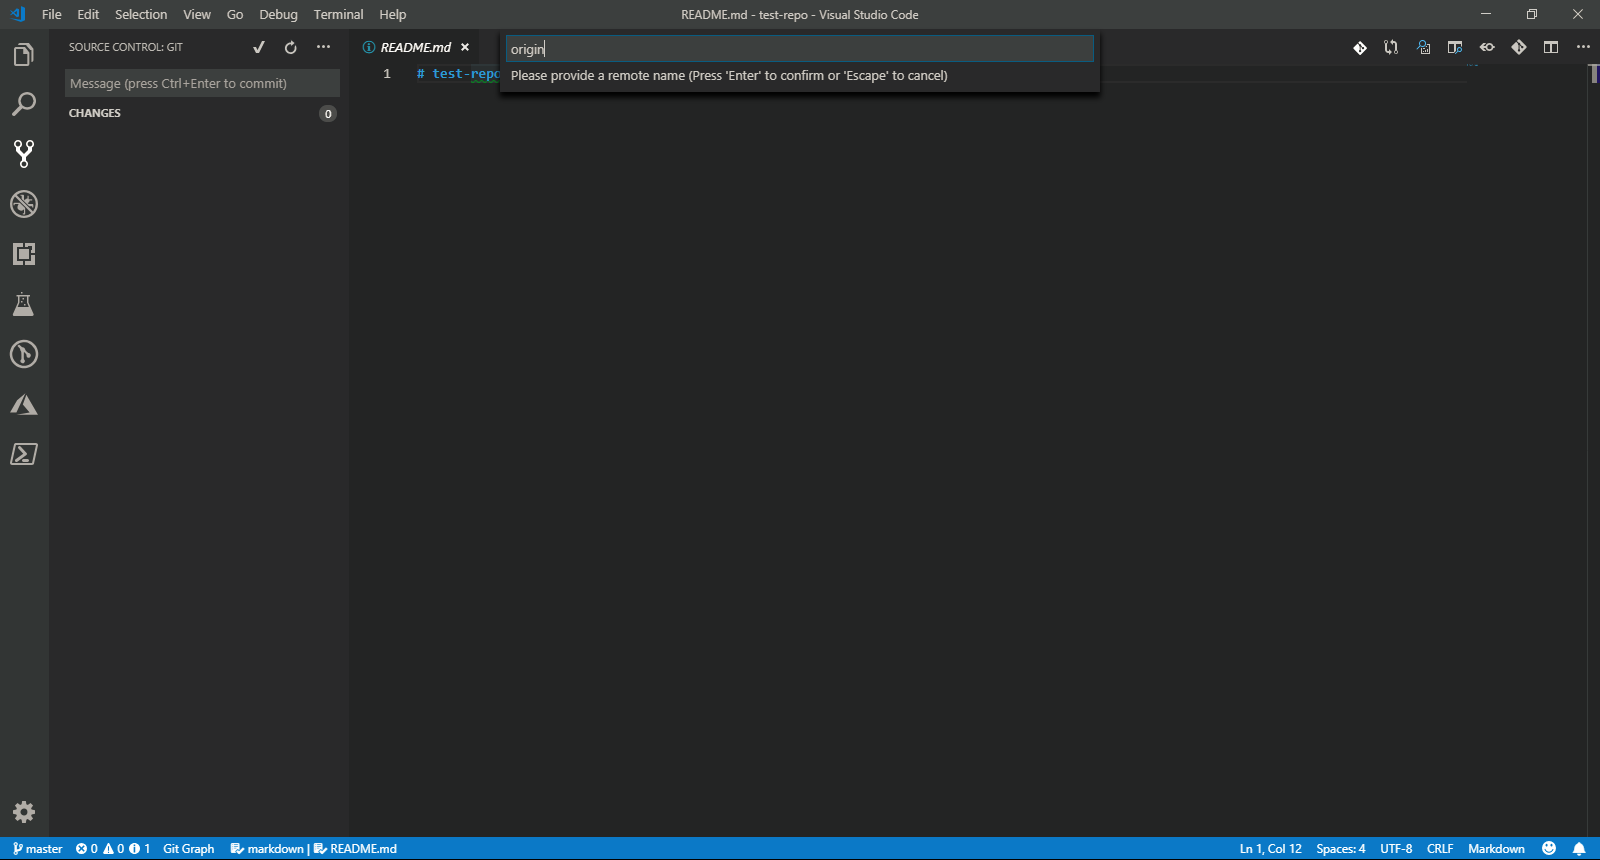 File Edit Selection View Go Debug Terminal Help
README.md - test-repo - Visual Studio Code
SOURCE CONTROL: GIT
README.md
origin
Message (press Ctrl+Enter to commit)
1 # test-repo
Please provide a remote name (Press 'Enter' to confirm or 'Escape' to cancel)
CHANGES 0
master 0 0 1 Git Graph markdown | README.md
Ln 1, Col 12 Spaces: 4 UTF-8 CRLF Markdown